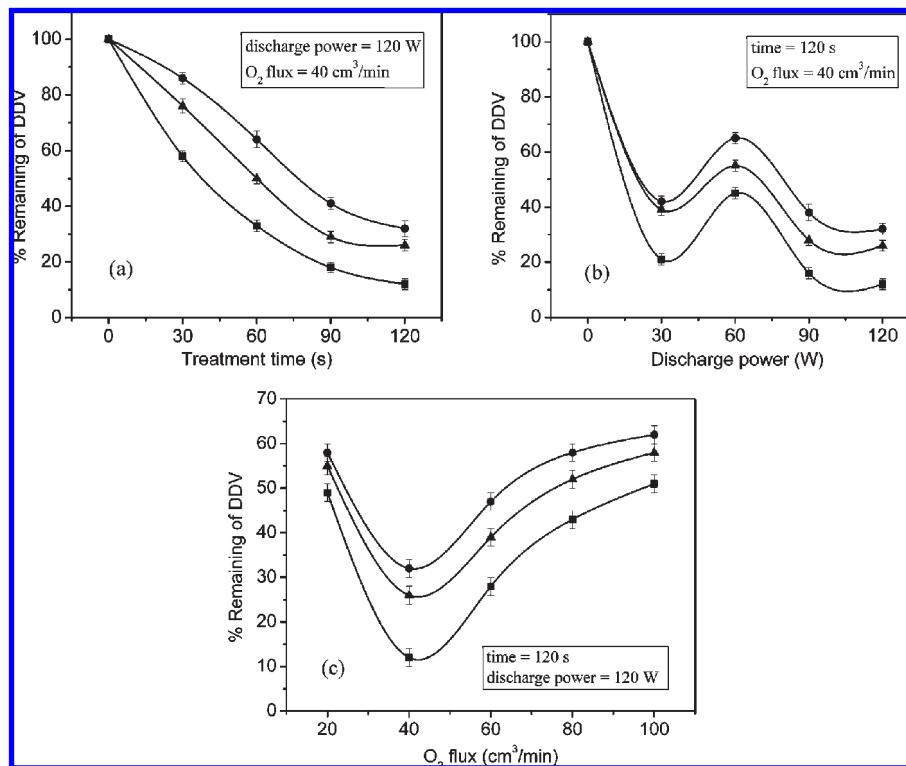 discharge power = 120 W
O₂ flux = 40 cm³/min
% Remaining of DDV
100
80
60
40
20
0
(a)
0 30 60 90 120
Treatment time (s)
time = 120 s
O₂ flux = 40 cm³/min
% Remaining of DDV
100
80
60
40
20
0
(b)
0 30 60 90 120
Discharge power (W)
% Remaining of DDV
70
60
50
40
30
20
10
0
(c)
time = 120 s
discharge power = 120 W
20 40 60 80 100
O₂ flux (cm³/min)